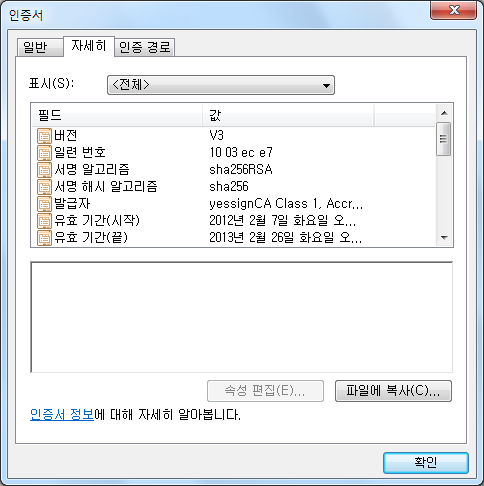 인증서
일반 자세히 인증 경로
표시(S): <전체>
필드 값
버전 V3
일련 번호 10 03 ec e7
서명 알고리즘 sha256RSA
서명 해시 알고리즘 sha256
발급자 yessignCA Class 1, Accr...
유효 기간(시작) 2012년 2월 7일 화요일 오...
유효 기간(끝) 2013년 2월 26일 화요일 오...
속성 편집(E)... 파일에 복사(C)...
인증서 정보에 대해 자세히 알아봅니다.
확인